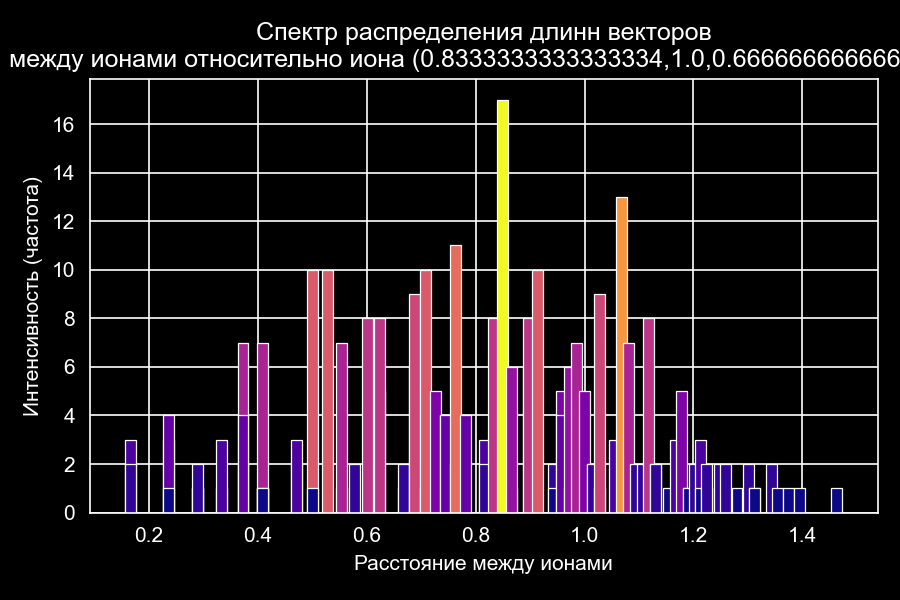 Спектр распределения длинн векторов
между ионами относительно иона (0.8333333333333334,1.0,0.666666666666
Интенсивность (частота)
16
14
12
10
8
6
4
2
0
0.2 0.4 0.6 0.8 1.0 1.2 1.4
Расстояние между ионами